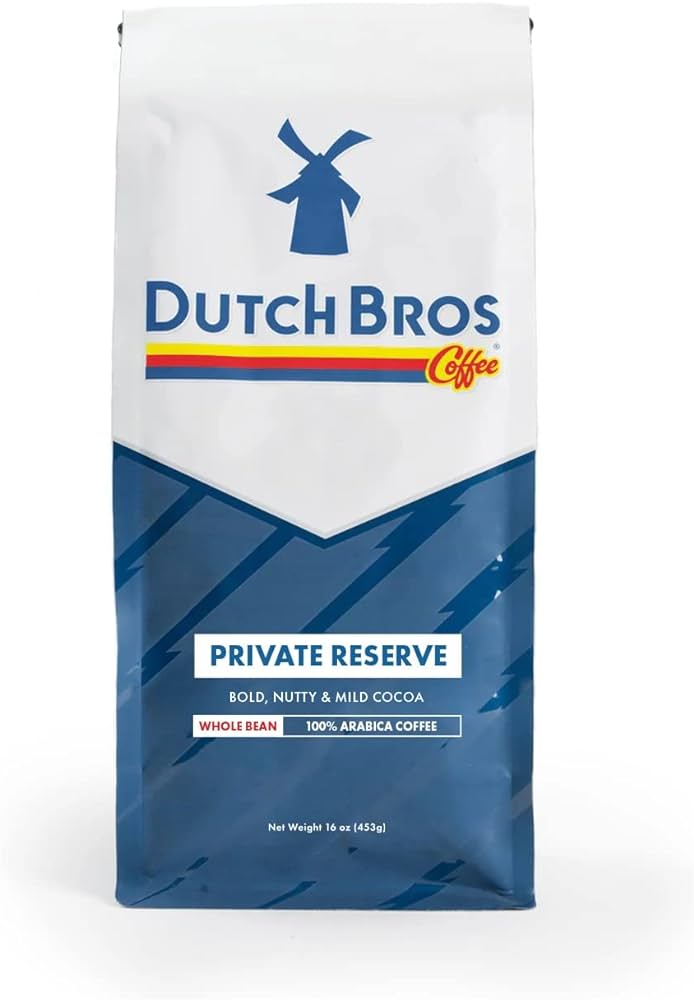 DUTCH BROS
Coffee
®
PRIVATE RESERVE
BOLD, NUTTY & MILD COCOA
WHOLE BEAN 100% ARABICA COFFEE
Net Weight 16 oz (453g)